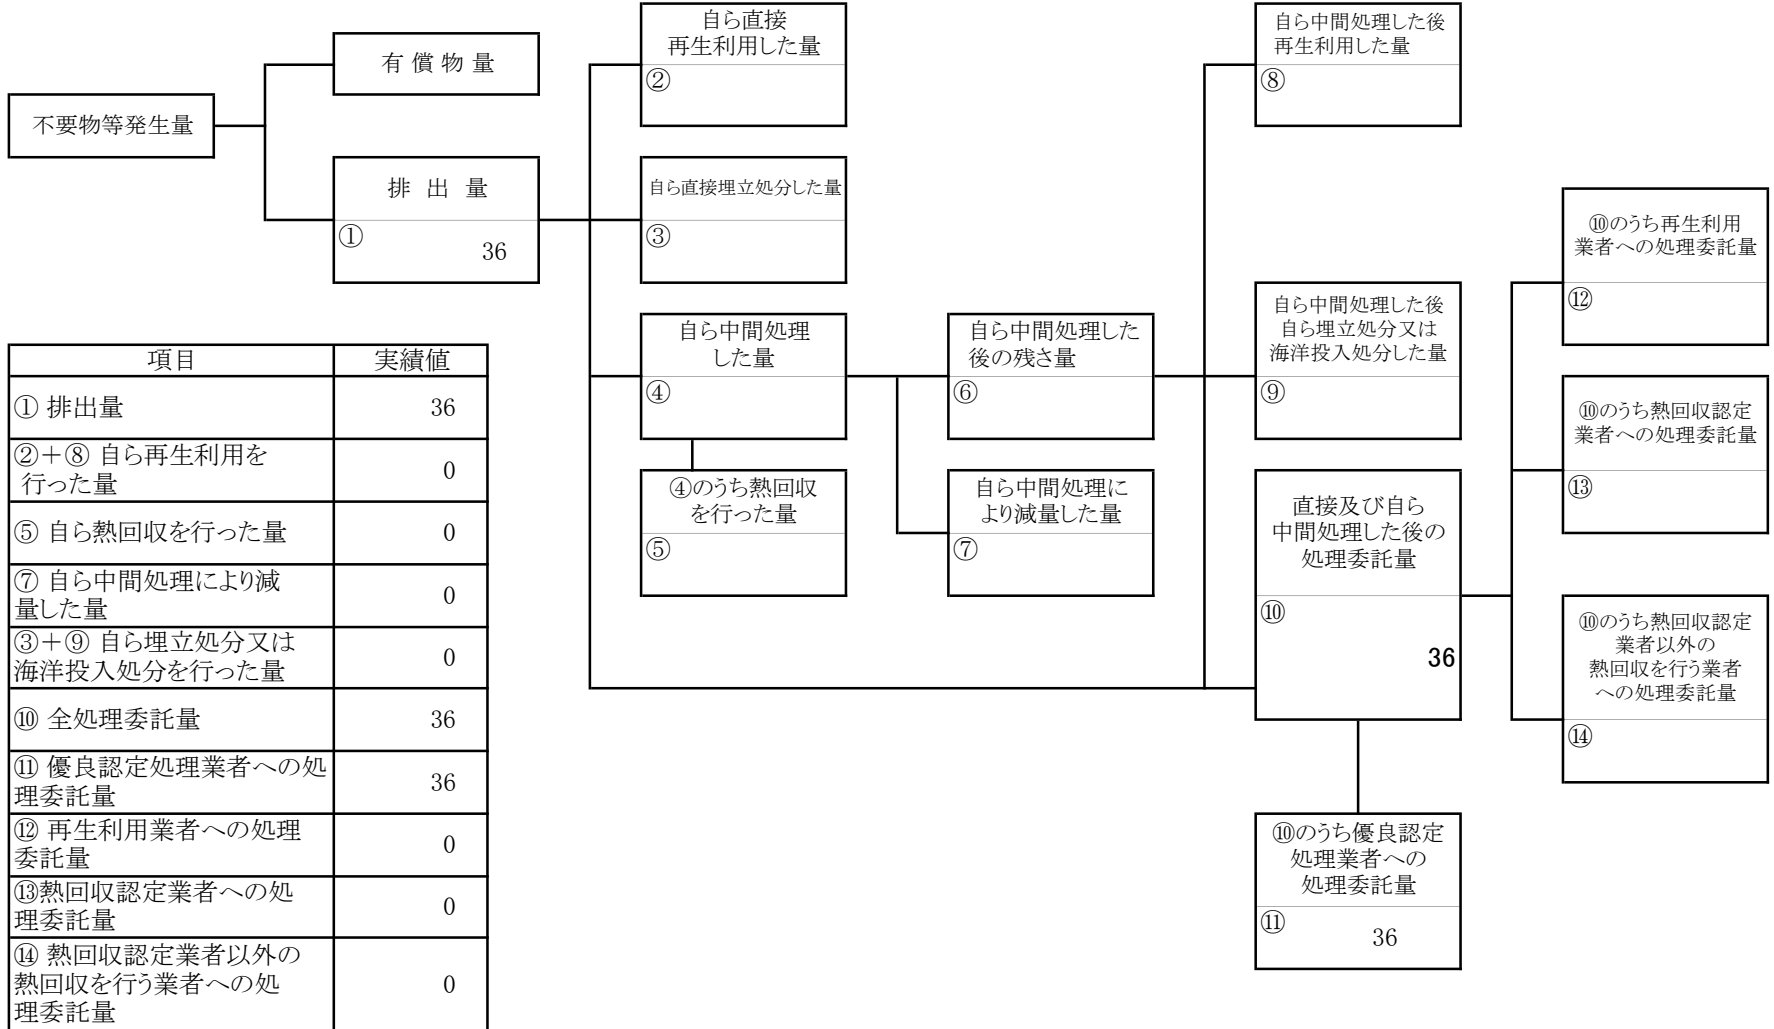 不要物等発生量
有 償 物 量
排 出 量
①
36
自ら直接
再生利用した量
②
自ら直接埋立処分した量
③
自ら中間処理
した量
④
④のうち熱回収
を行った量
⑤
自ら中間処理した
後の残さ量
⑥
自ら中間処理に
より減量した量
⑦
自ら中間処理した後
再生利用した量
⑧
自ら中間処理した後
自ら埋立処分又は
海洋投入処分した量
⑨
直接及び自ら
中間処理した後の
処理委託量
⑩
36
⑩のうち優良認定
処理業者への
処理委託量
⑪
36
⑩のうち再生利用
業者への処理委託量
⑫
⑩のうち熱回収認定
業者への処理委託量
⑬
⑩のうち熱回収認定
業者以外の
熱回収を行う業者
への処理委託量
⑭
項目 実績値
① 排出量 36
②+⑧ 自ら再生利用を
行った量 0
⑤ 自ら熱回収を行った量 0
⑦ 自ら中間処理により減
量した量 0
③+⑨ 自ら埋立処分又は
海洋投入処分を行った量 0
⑩ 全処理委託量 36
⑪ 優良認定処理業者への処
理委託量 36
⑫ 再生利用業者への処理
委託量 0
⑬熱回収認定業者への処
理委託量 0
⑭ 熱回収認定業者以外の
熱回収を行う業者への処
理委託量 0